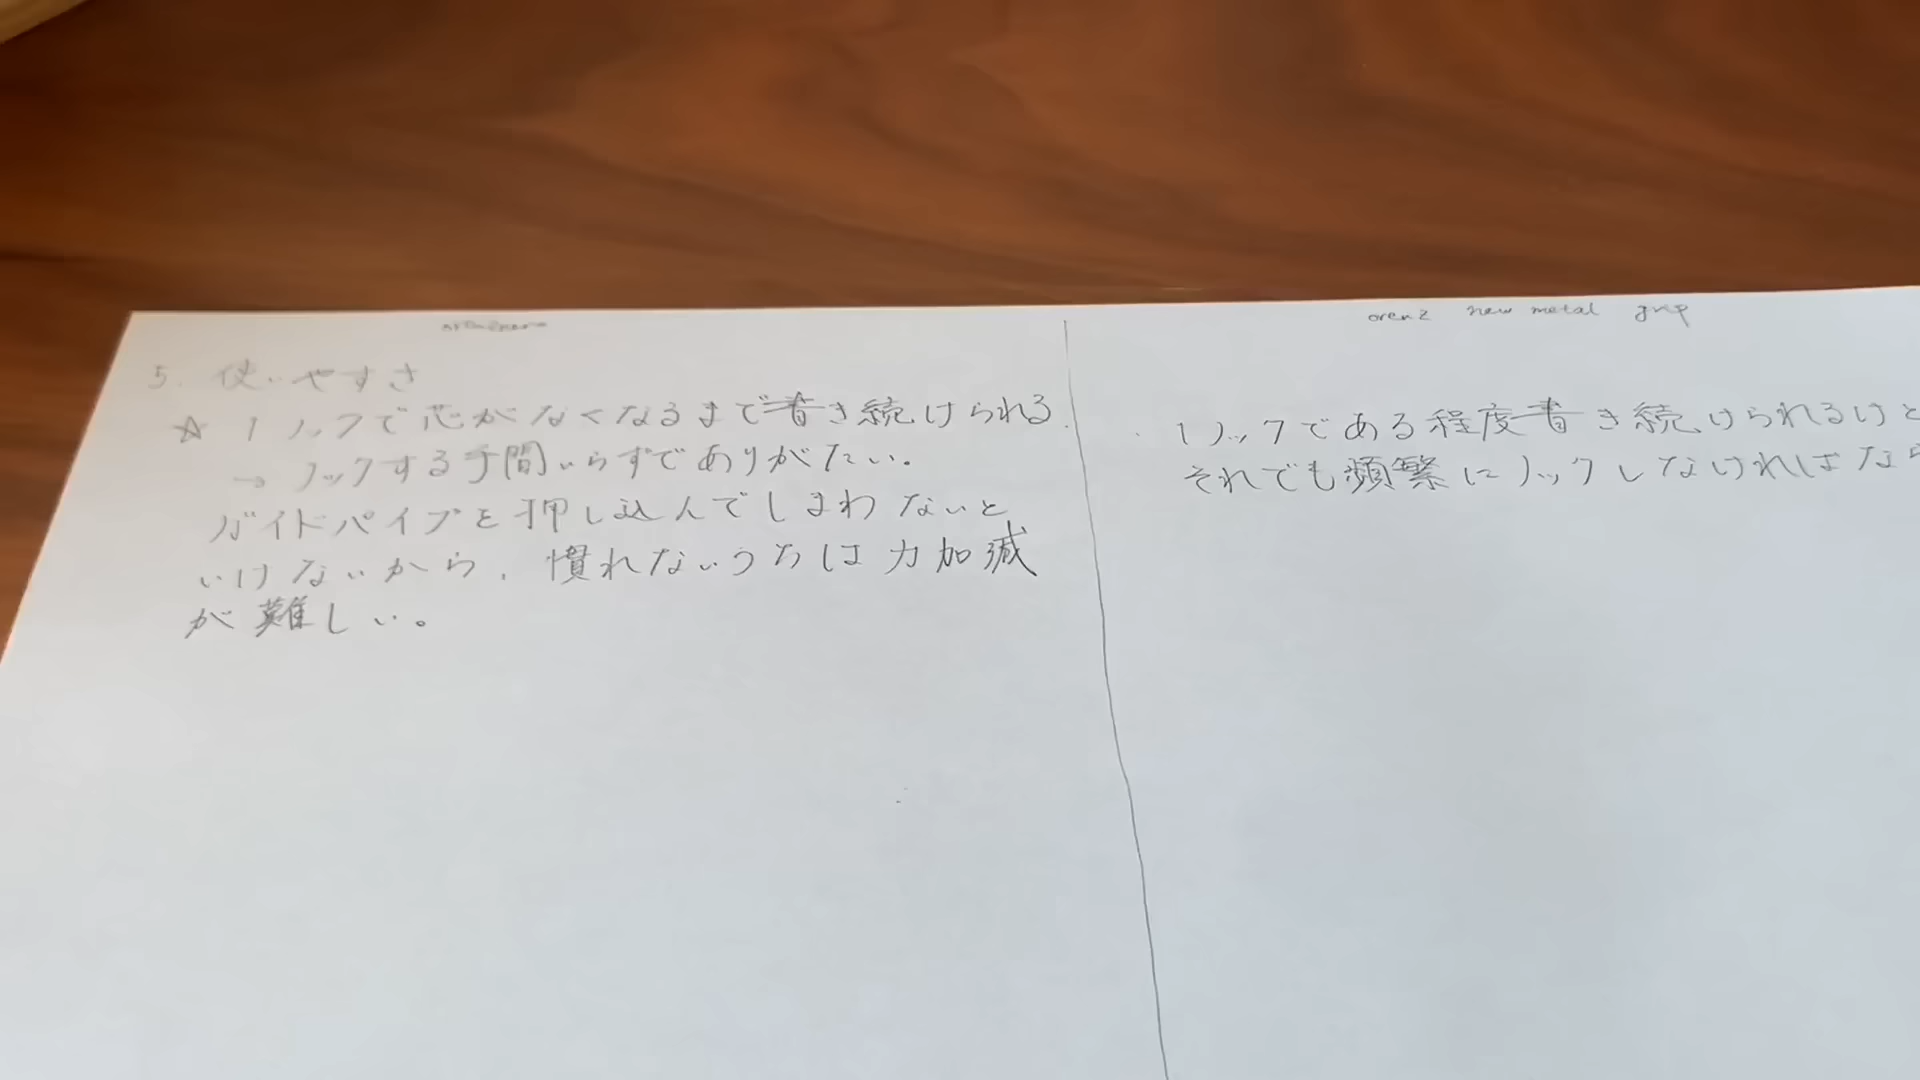 5. 使いやすさ
☆ 1ノックで芯がなくなるまで書き続けられる.
→ ノックする手間いらずでありがたい.
ガイドパイプを押し込んでしまわないと
いけないから, 慣れないうちは力加減
が難しい。
orenz new metal grip
・1ノックである程度書き続けられるけど
それでも頻繁にノックしなければなら